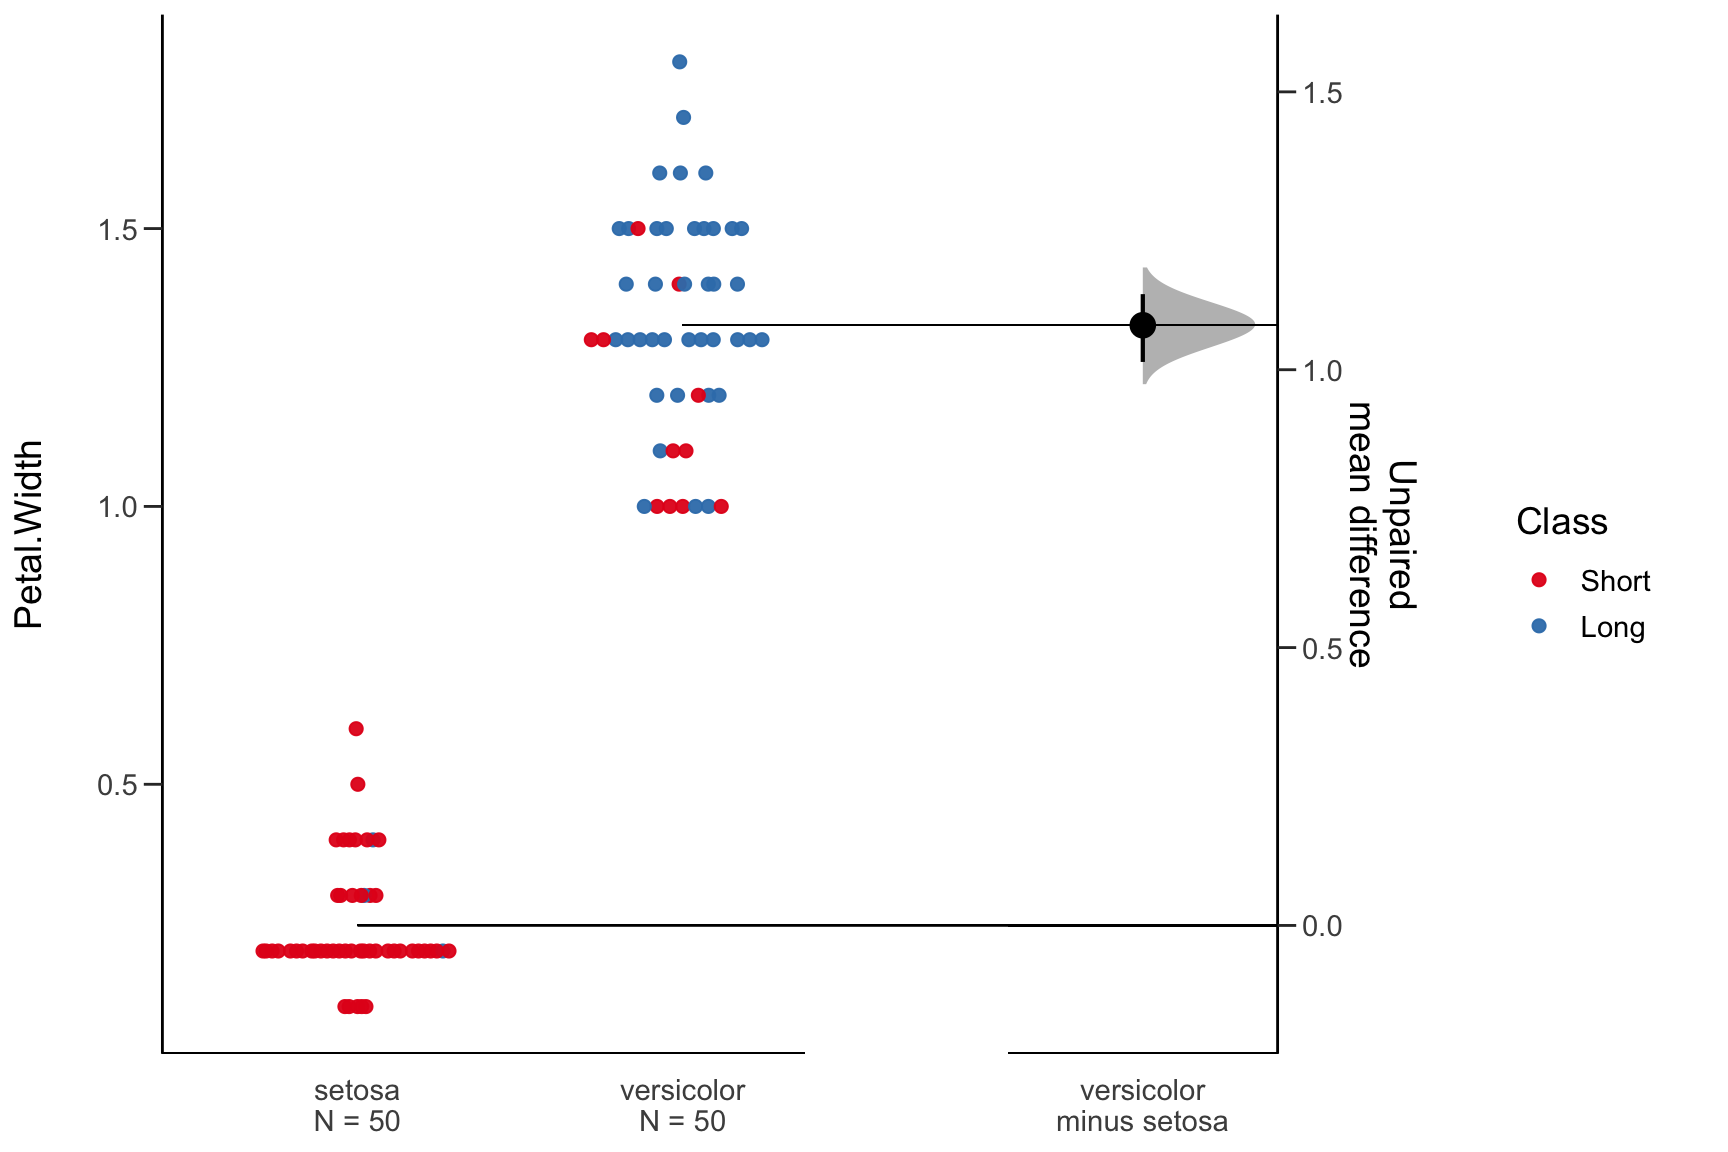 Petal.Width
1.5
1.0
0.5
setosa
N = 50
versicolor
N = 50
versicolor
minus setosa
1.5
1.0
0.5
0.0
Unpaired
mean difference
Class
Short
Long